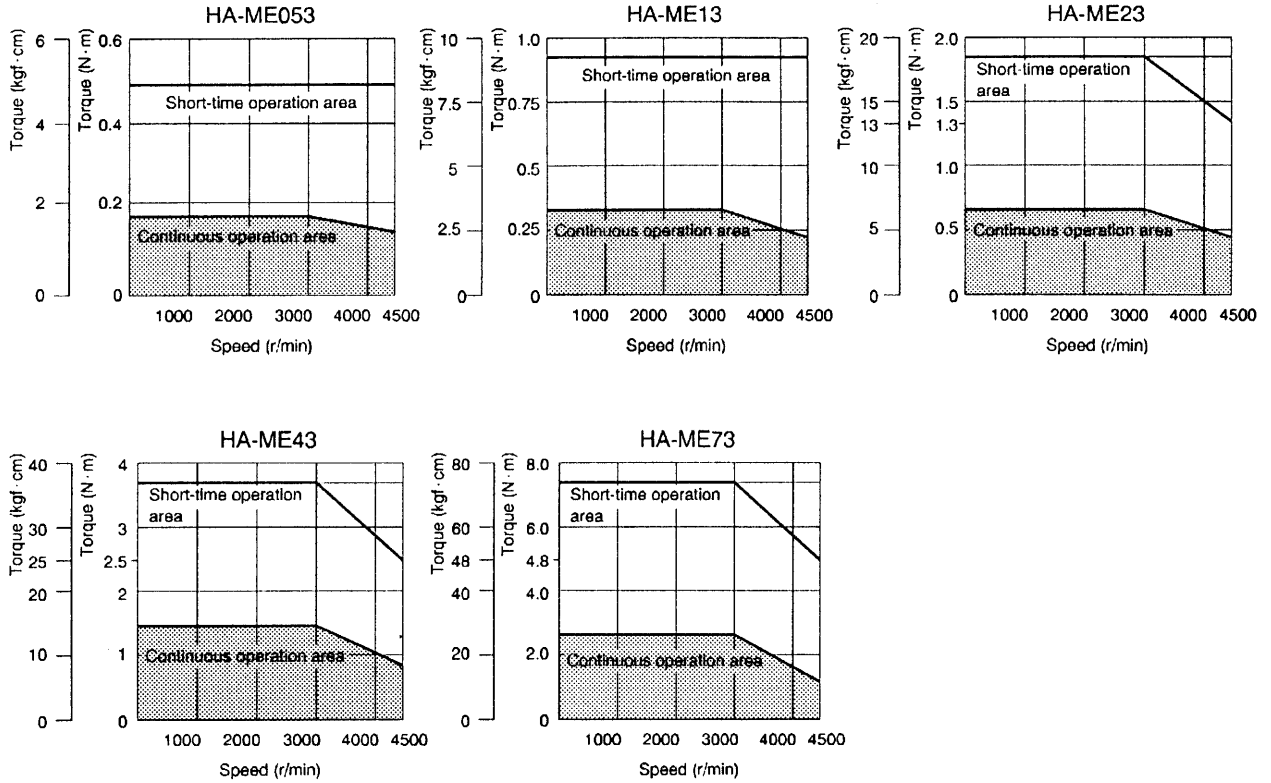 HA-ME053
Torque (kgf·cm)
6
4
2
0
Torque (N·m)
0.6
0.4
0.2
0
Short-time operation area
Continuous operation area
1000 2000 3000 4000 4500
Speed (r/min)
HA-ME13
Torque (kgf·cm)
10
7.5
5
2.5
0
Torque (N·m)
1.0
0.75
0.5
0.25
0
Short-time operation area
Continuous operation area
1000 2000 3000 4000 4500
Speed (r/min)
HA-ME23
Torque (kgf·cm)
20
15
13
10
5
0
Torque (N·m)
2.0
1.5
1.3
1.0
0.5
0
Short-time operation
area
Continuous operation area
1000 2000 3000 4000 4500
Speed (r/min)
HA-ME43
Torque (kgf·cm)
40
30
25
20
10
0
Torque (N·m)
4
3
2.5
2
1
0
Short-time operation
area
Continuous operation area
1000 2000 3000 4000 4500
Speed (r/min)
HA-ME73
Torque (kgf·cm)
80
60
48
40
20
0
Torque (N·m)
8.0
6.0
4.8
4.0
2.0
0
Short-time operation
area
Continuous operation area
1000 2000 3000 4000 4500
Speed (r/min)